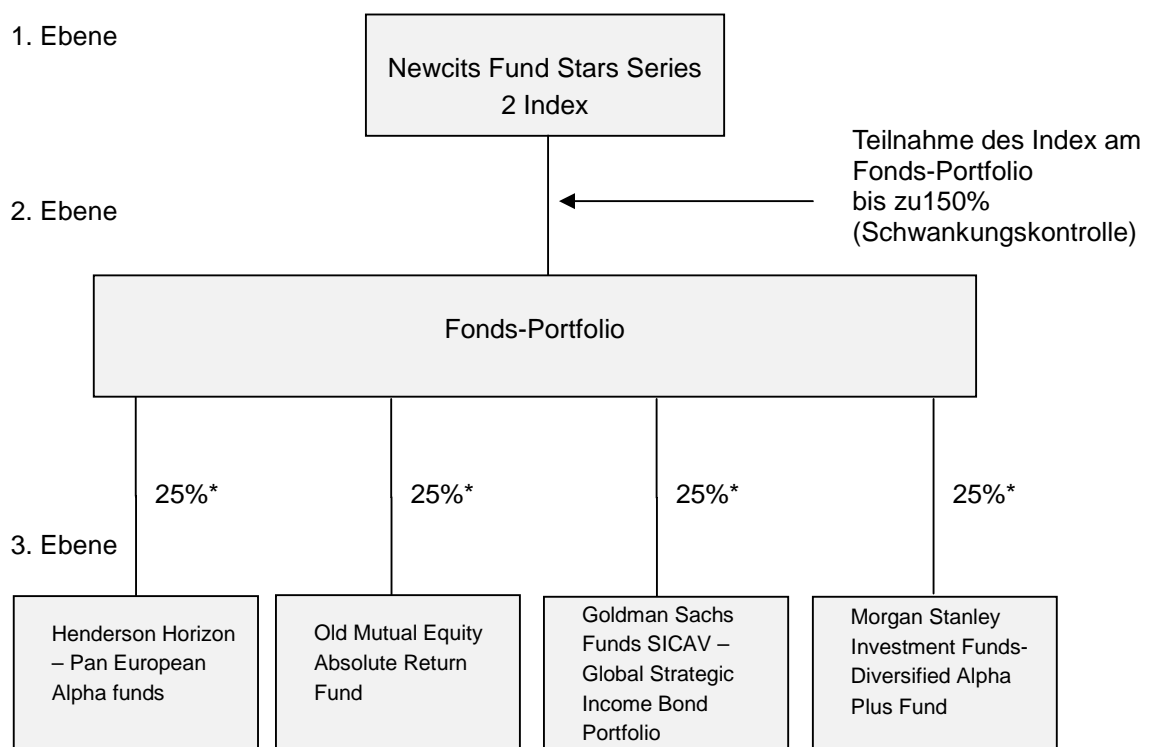 1. Ebene
Newcits Fund Stars Series
2 Index
Teilnahme des Index am
Fonds-Portfolio
bis zu150%
(Schwankungskontrolle)
2. Ebene
Fonds-Portfolio
25%*
25%*
25%*
25%*
3. Ebene
Henderson Horizon
– Pan European
Alpha funds
Old Mutual Equity
Absolute Return
Fund
Goldman Sachs
Funds SICAV –
Global Strategic
Income Bond
Portfolio
Morgan Stanley
Investment Funds-
Diversified Alpha
Plus Fund